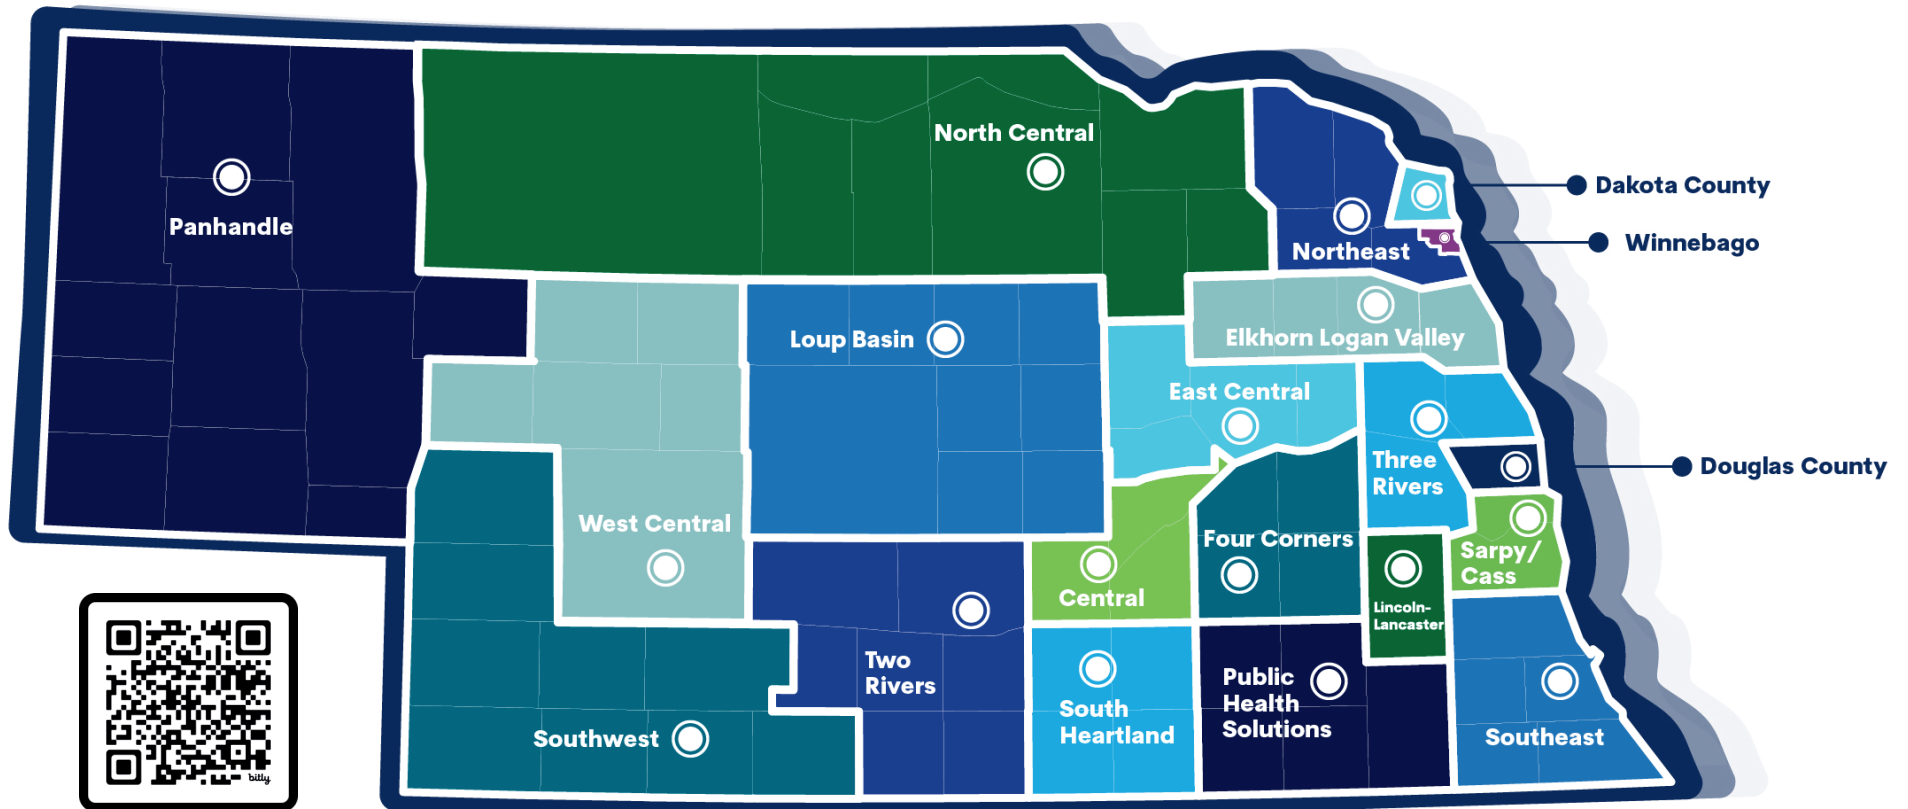 North Central
Dakota County
Panhandle
Winnebago
Northeast
Loup Basin
Elkhorn Logan Valley
East Central
Three
Rivers
Douglas County
West Central
Four Corners
Sarpy/
Cass
Central
Lincoln-
Lancaster
Two
Rivers
Public
Health
Solutions
South
Heartland
Southwest
Southeast
bitly